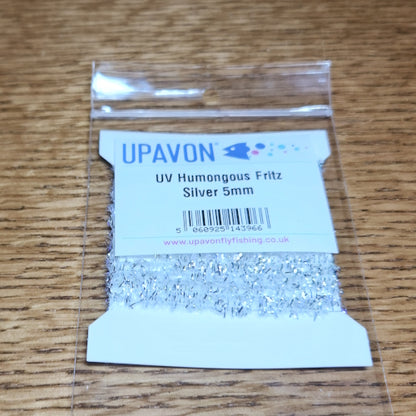 UPAVON®
UV Humongous Fritz
Silver 5mm
5 060925 143966
www.upavonflyfishing.co.uk